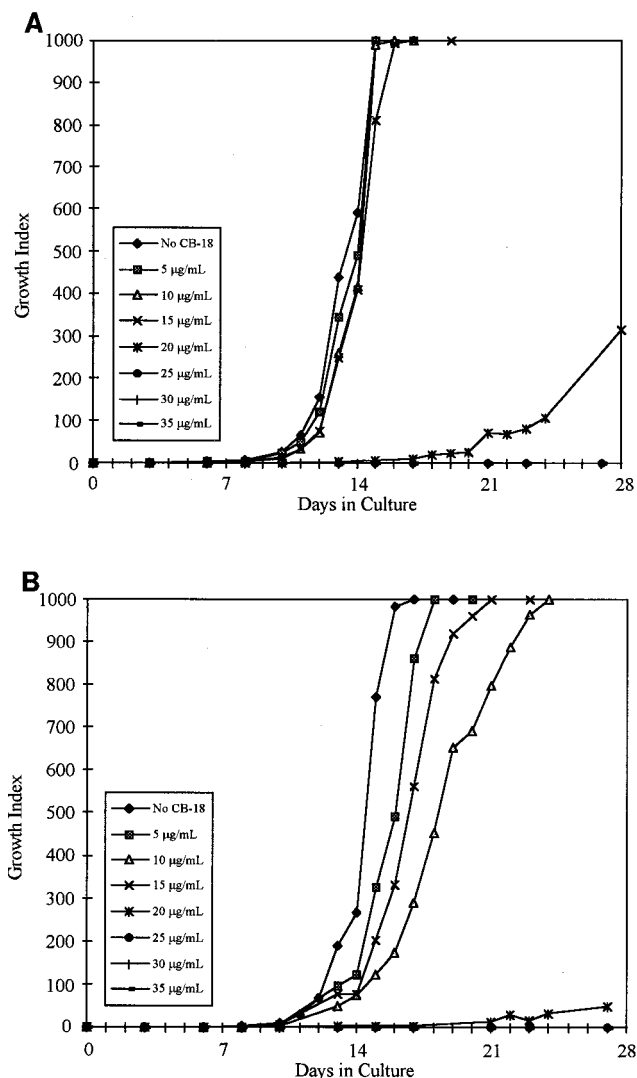 A
1000
900
800
700
600
500
400
300
200
100
0
Growth Index
No CB-18
5 µg/mL
10 µg/mL
15 µg/mL
20 µg/mL
25 µg/mL
30 µg/mL
35 µg/mL
0 7 14 21 28
Days in Culture
B
1000
900
800
700
600
500
400
300
200
100
0
Growth Index
No CB-18
5 µg/mL
10 µg/mL
15 µg/mL
20 µg/mL
25 µg/mL
30 µg/mL
35 µg/mL
0 7 14 21 28
Days in Culture